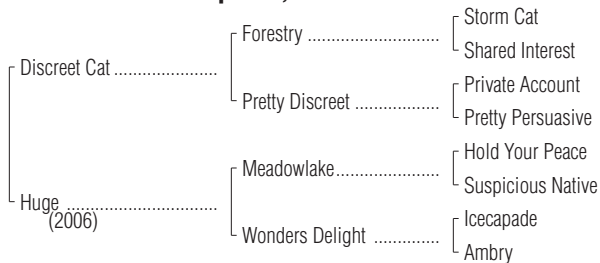 Storm Cat
Forestry ....................
Shared Interest
Discreet Cat ....................
Private Account
Pretty Discreet ....................
Pretty Persuasive
Hold Your Peace
Meadowlake....................
Suspicious Native
Huge ....................
(2006)
Icecapade
Wonders Delight ...............
Ambry